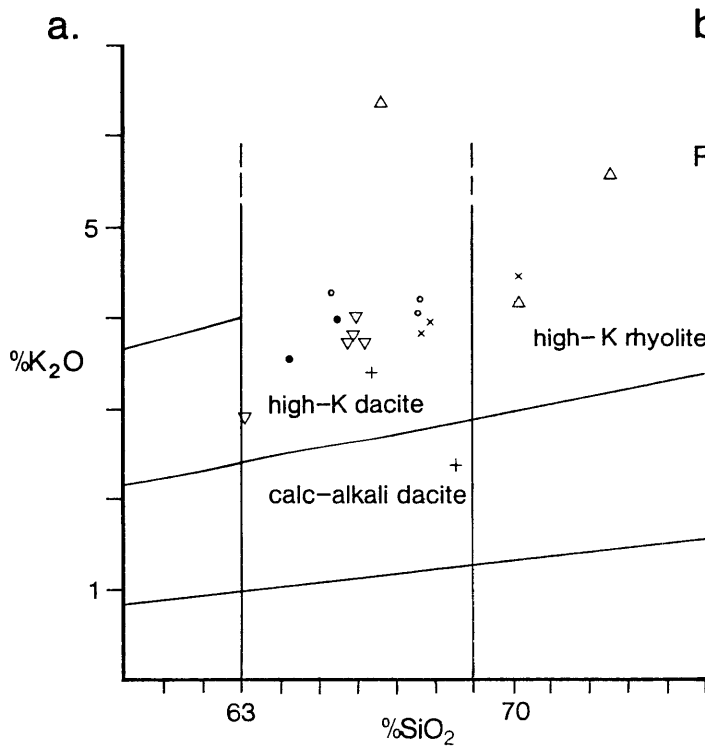 a.
b
F
5
%K₂O
high-K rhyolite
high-K dacite
calc-alkali dacite
1
63
70
%SiO₂